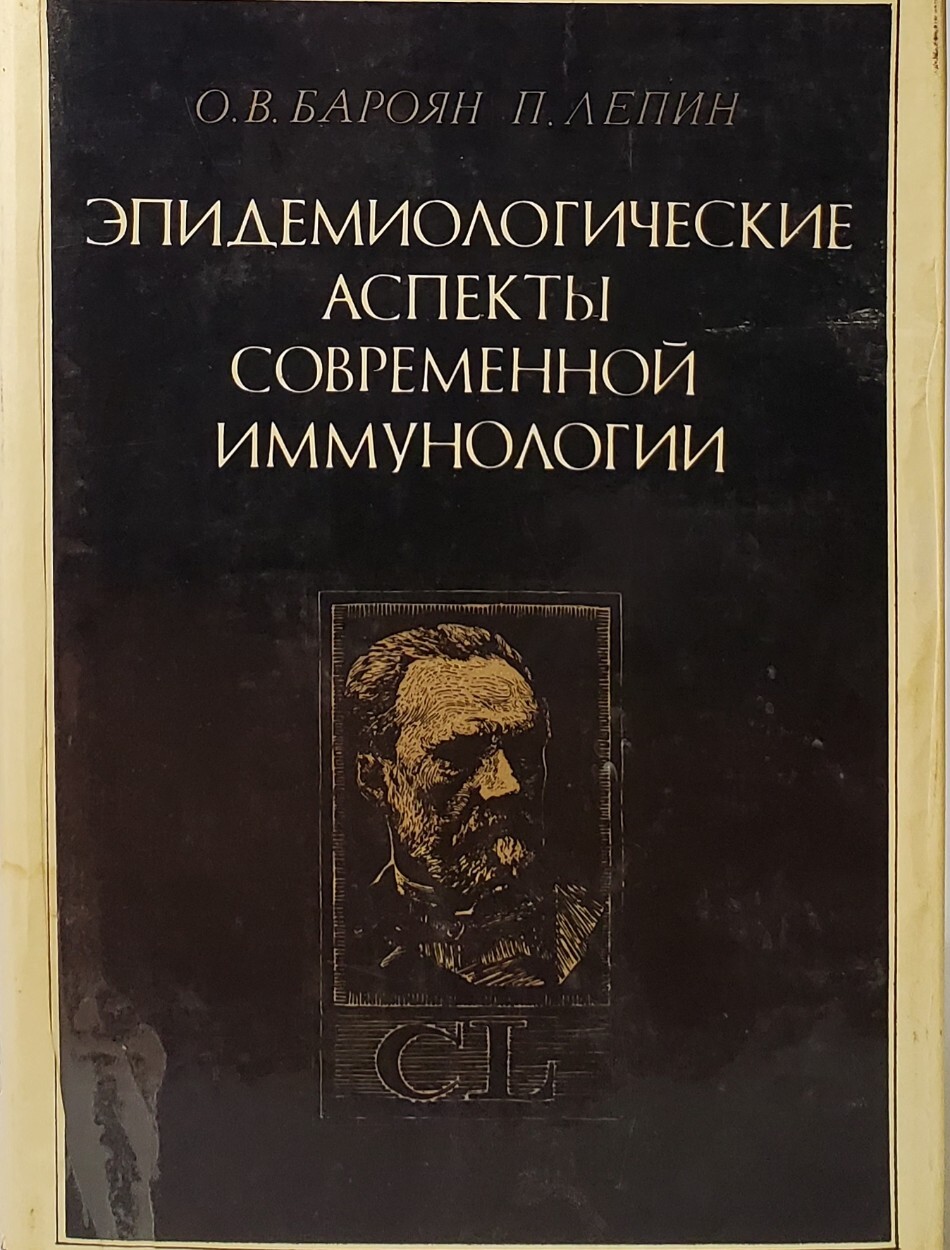 О.В. БАРОЯН П. ЛЕПИН
ЭПИДЕМИОЛОГИЧЕСКИЕ
АСПЕКТЫ
СОВРЕМЕННОЙ
ИММУНОЛОГИИ
CL